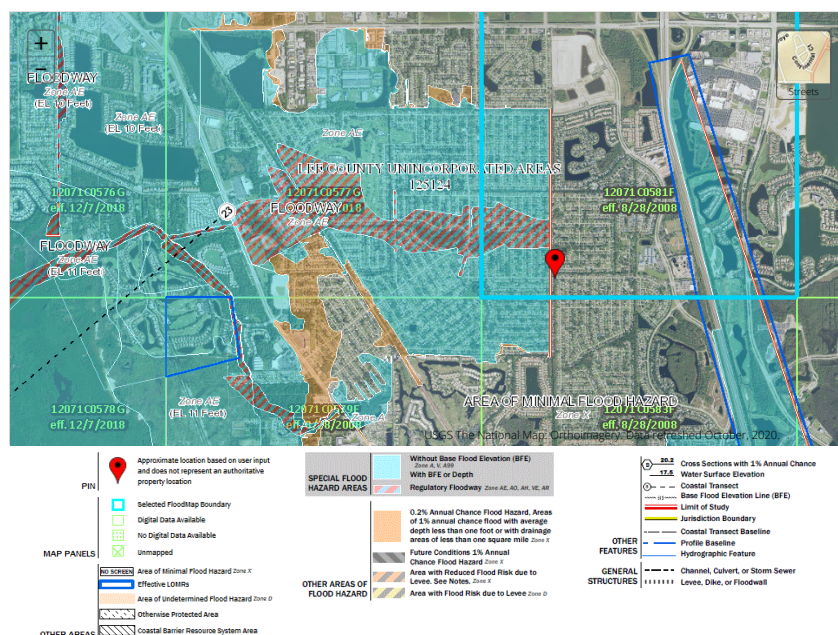 +
−
Streets
FLOODWAY
Zone AE
(EL 10 Feet)
Zone AE
(EL 10 Feet)
Zone AE
LEE COUNTY UNINCORPORATED AREAS
125124
12071C0576G
eff. 12/7/2018
12071C0577G
12071C0581F
eff. 8/28/2008
FLOODWAY
Zone AE
23
FLOODWAY
Zone AE
(EL 11 Feet)
12071C0578G
eff. 12/7/2018
Zone AE
(EL 11 Feet)
Zone A
AREA OF MINIMAL FLOOD HAZARD
Zone X
12071C0583F
eff. 8/28/2008
USGS The National Map: Orthoimagery. Data refreshed October, 2020.
PIN
Approximate location based on user input
and does not represent an authoritative
property location
MAP PANELS
Selected FloodMap Boundary
Digital Data Available
No Digital Data Available
Unmapped
OTHER AREAS
NO SCREEN Area of Minimal Flood Hazard Zone X
Effective LOMRs
Area of Undetermined Flood Hazard Zone D
Otherwise Protected Area
Coastal Barrier Resource System Area
SPECIAL FLOOD
HAZARD AREAS
Without Base Flood Elevation (BFE)
Zone A, V, A99
With BFE or Depth
Regulatory Floodway Zone AE, AO, AH, VE, AR
OTHER AREAS OF
FLOOD HAZARD
0.2% Annual Chance Flood Hazard, Areas
of 1% annual chance flood with average
depth less than one foot or with drainage
areas of less than one square mile Zone X
Future Conditions 1% Annual
Chance Flood Hazard Zone X
Area with Reduced Flood Risk due to
Levee. See Notes. Zone X
Area with Flood Risk due to Levee Zone D
OTHER
FEATURES
20.2 Cross Sections with 1% Annual Chance
17.5 Water Surface Elevation
Coastal Transect
Base Flood Elevation Line (BFE)
Limit of Study
Jurisdiction Boundary
Coastal Transect Baseline
Profile Baseline
Hydrographic Feature
GENERAL
STRUCTURES
Channel, Culvert, or Storm Sewer
Levee, Dike, or Floodwall